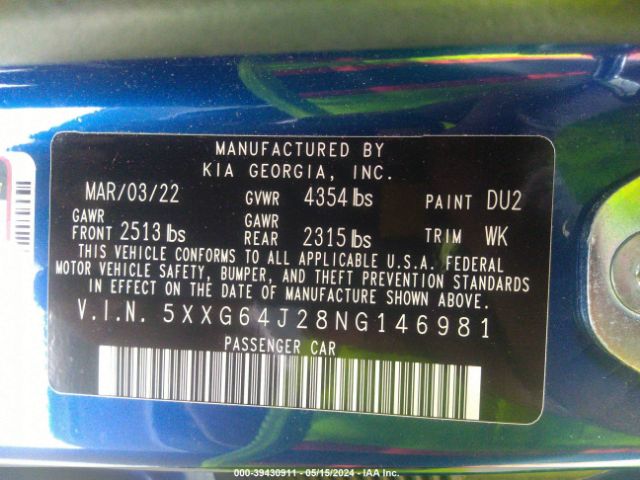 MANUFACTURED BY
KIA GEORGIA, INC.
MAR/03/22 GVWR 4354 lbs PAINT DU2
GAWR FRONT 2513 lbs GAWR REAR 2315 lbs TRIM WK
THIS VEHICLE CONFORMS TO ALL APPLICABLE U.S.A. FEDERAL
MOTOR VEHICLE SAFETY, BUMPER, AND THEFT PREVENTION STANDARDS
IN EFFECT ON THE DATE OF MANUFACTURE SHOWN ABOVE.
V.I.N. 5XXG64J28NG146981
PASSENGER CAR
000-39430911 - 05/15/2024 - IAA Inc.